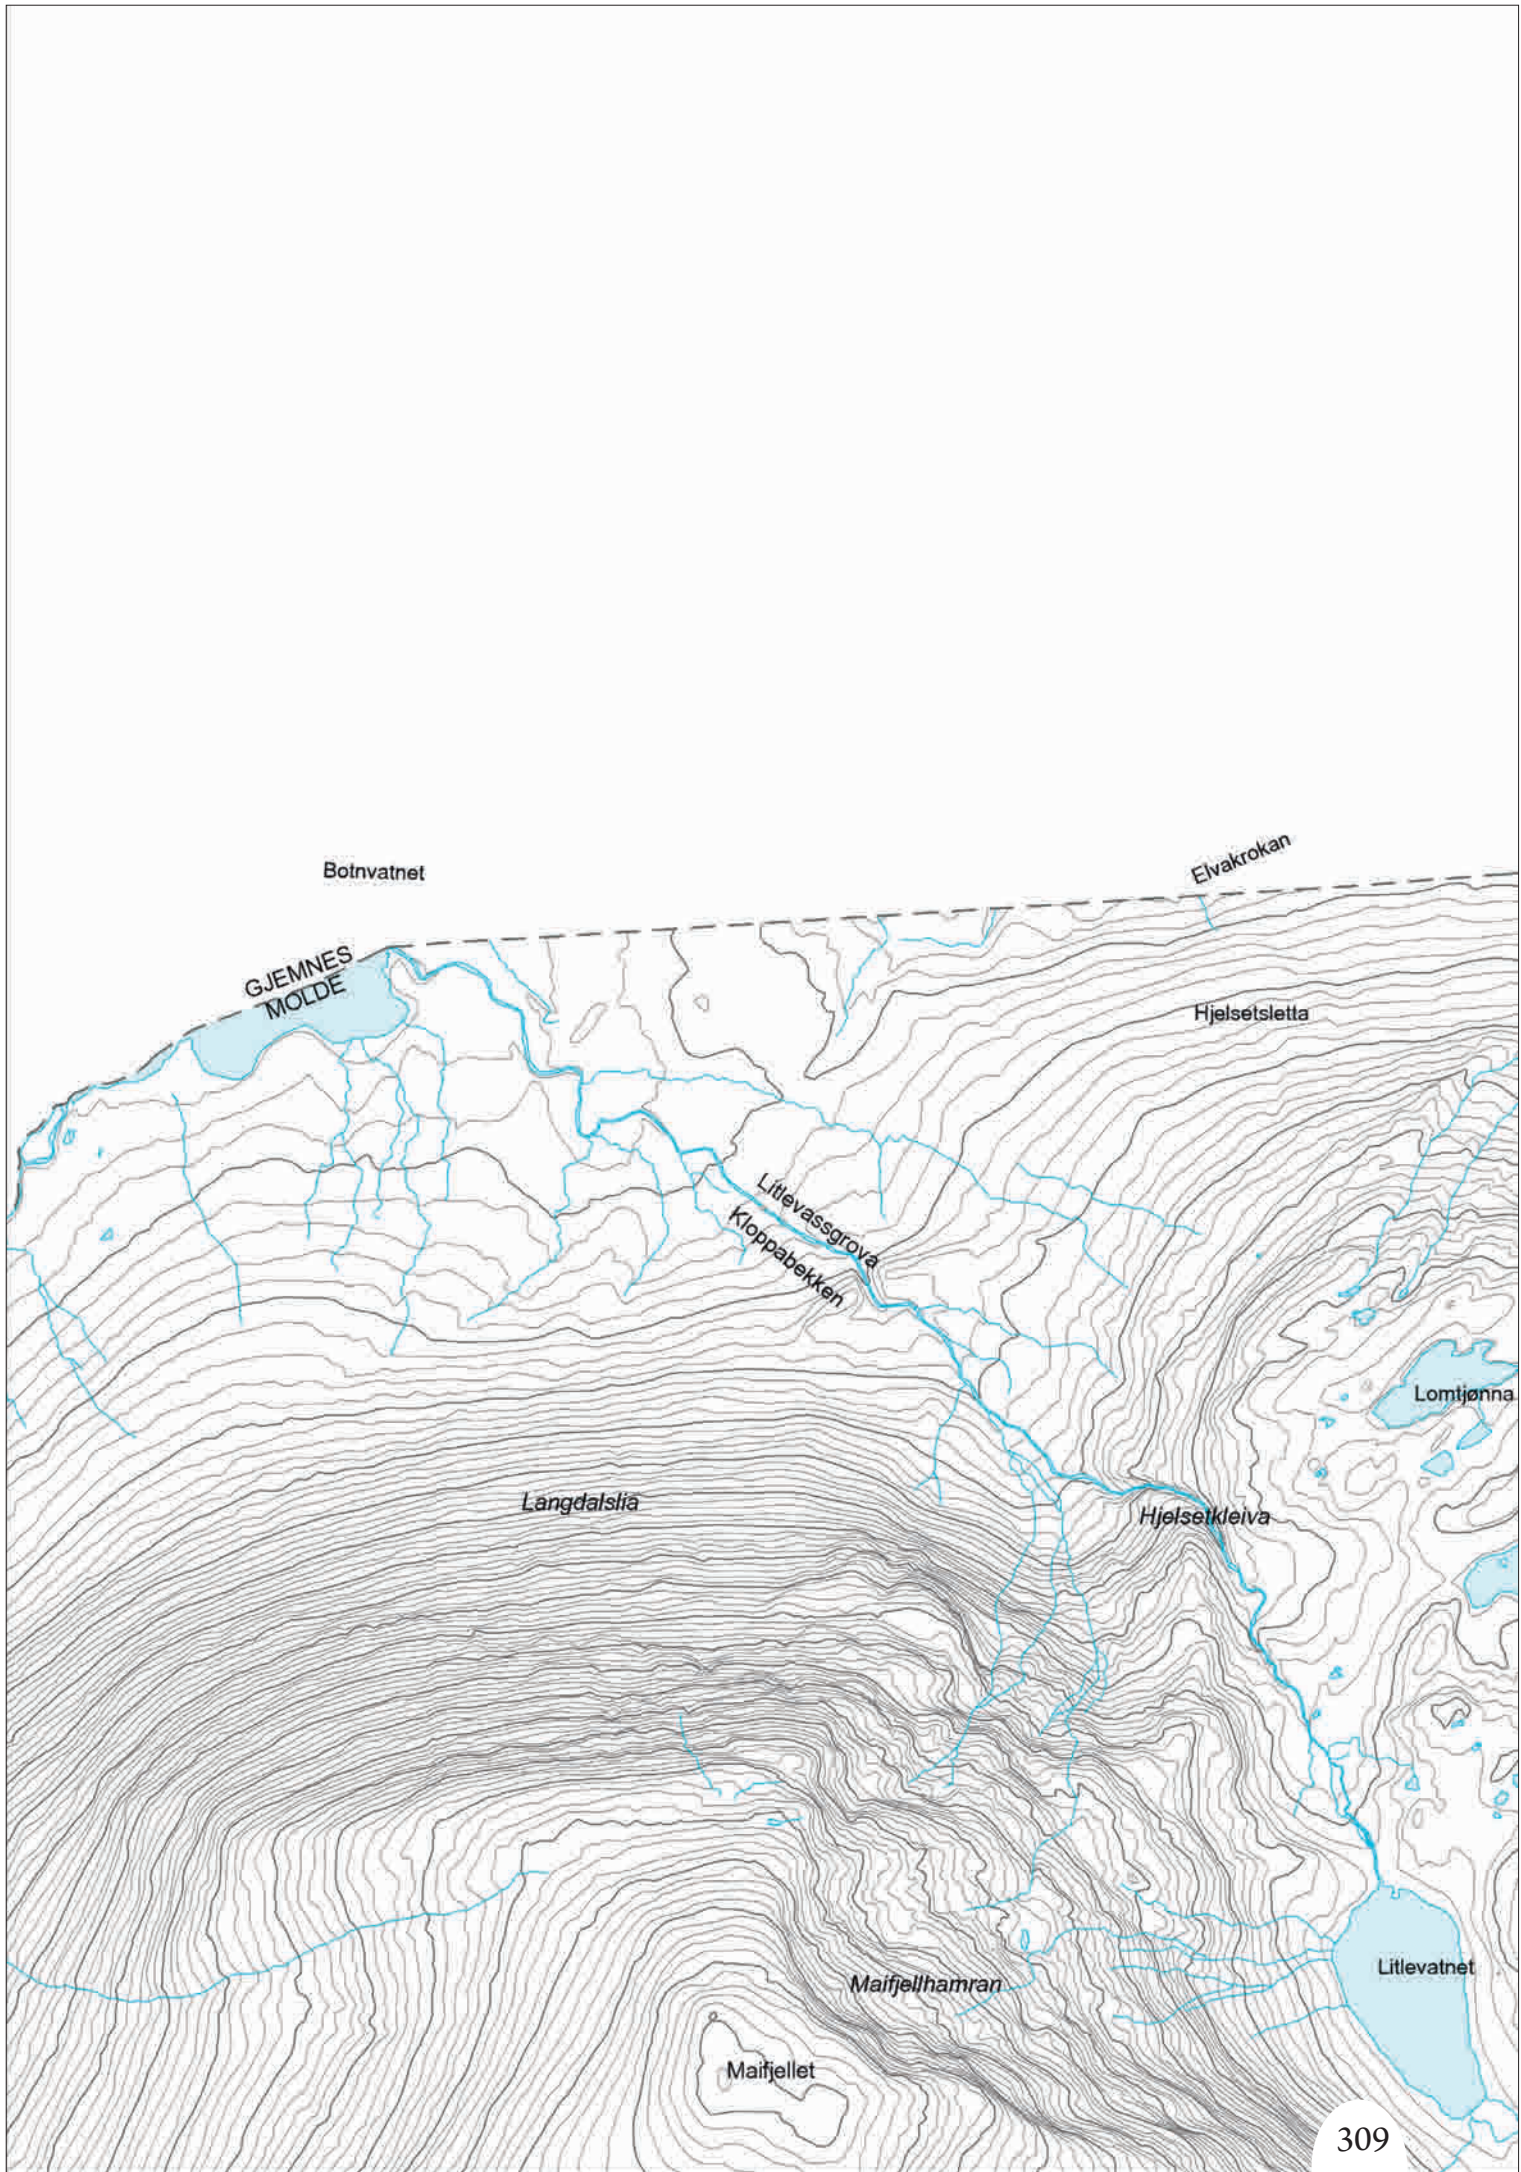 Elvakrokan
Botnvatnet
GJEMNES
MOLDE
Hjelsetsletta
Litlevassgrova
Kloppabekken
Lomtjønna
Langdalslia
Hjelsetkleiva
Litlevatnet
Maifjellhamran
Maifjellet
309